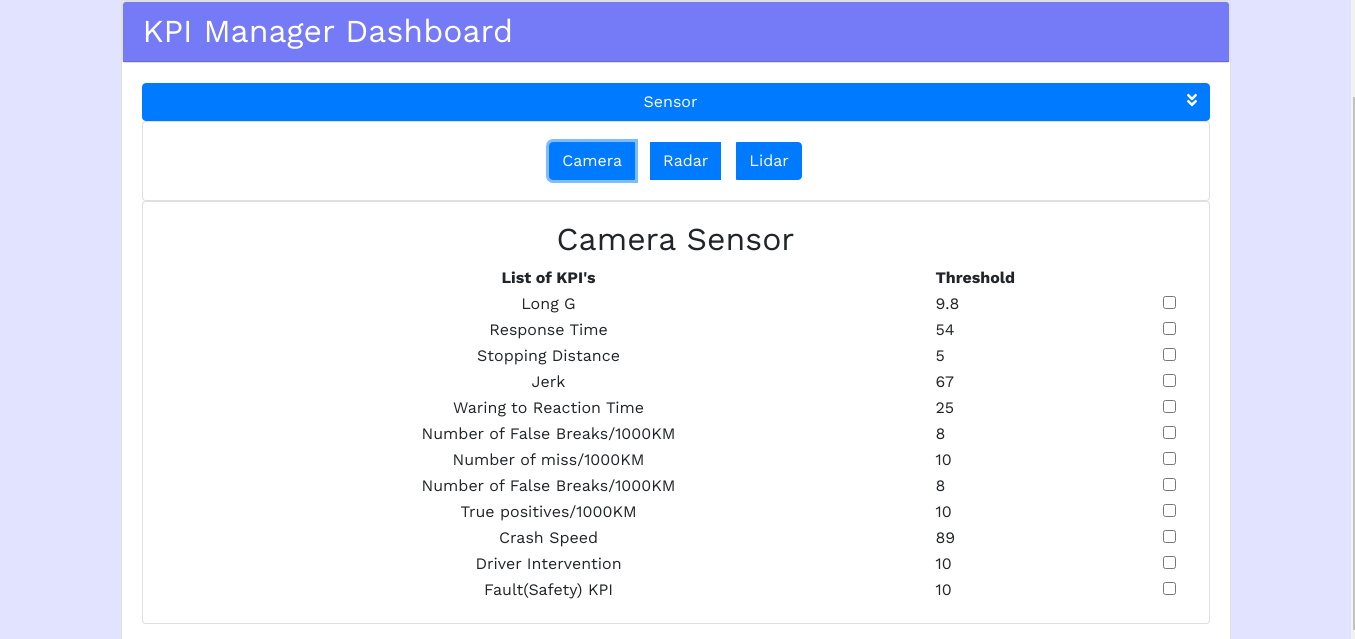 KPI Manager Dashboard
Sensor
Camera Radar Lidar
Camera Sensor
List of KPI's Threshold
Long G 9.8
Response Time 54
Stopping Distance 5
Jerk 67
Waring to Reaction Time 25
Number of False Breaks/1000KM 8
Number of miss/1000KM 10
Number of False Breaks/1000KM 8
True positives/1000KM 10
Crash Speed 89
Driver Intervention 10
Fault(Safety) KPI 10